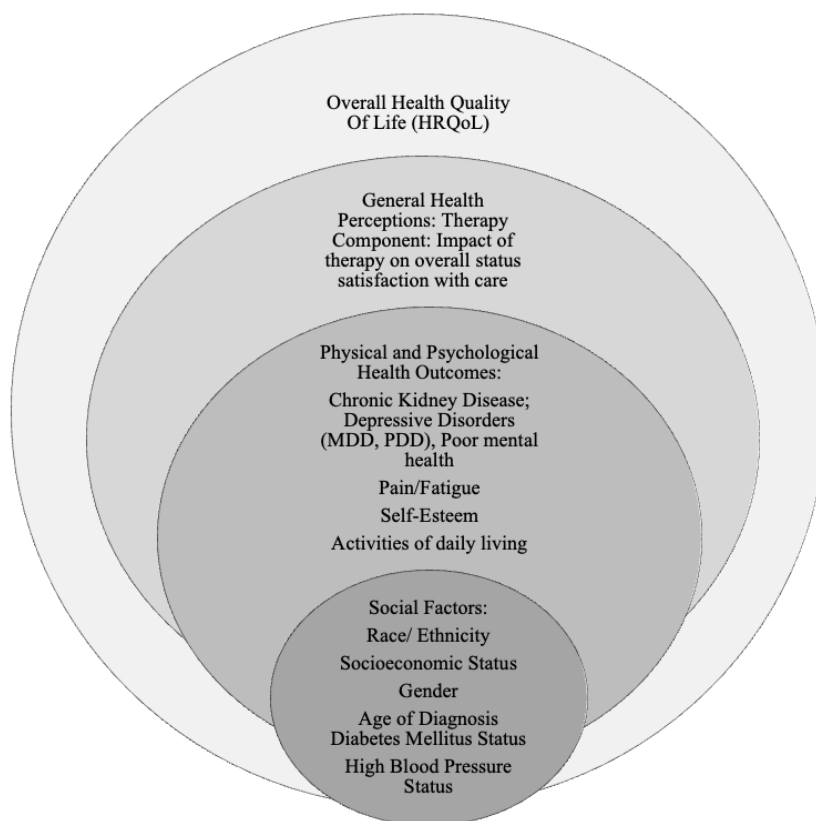 Overall Health Quality
Of Life (HRQoL)
General Health
Perceptions: Therapy
Component: Impact of
therapy on overall status
satisfaction with care
Physical and Psychological
Health Outcomes:
Chronic Kidney Disease;
Depressive Disorders
(MDD, PDD), Poor mental
health
Pain/Fatigue
Self-Esteem
Activities of daily living
Social Factors:
Race/ Ethnicity
Socioeconomic Status
Gender
Age of Diagnosis
Diabetes Mellitus Status
High Blood Pressure
Status